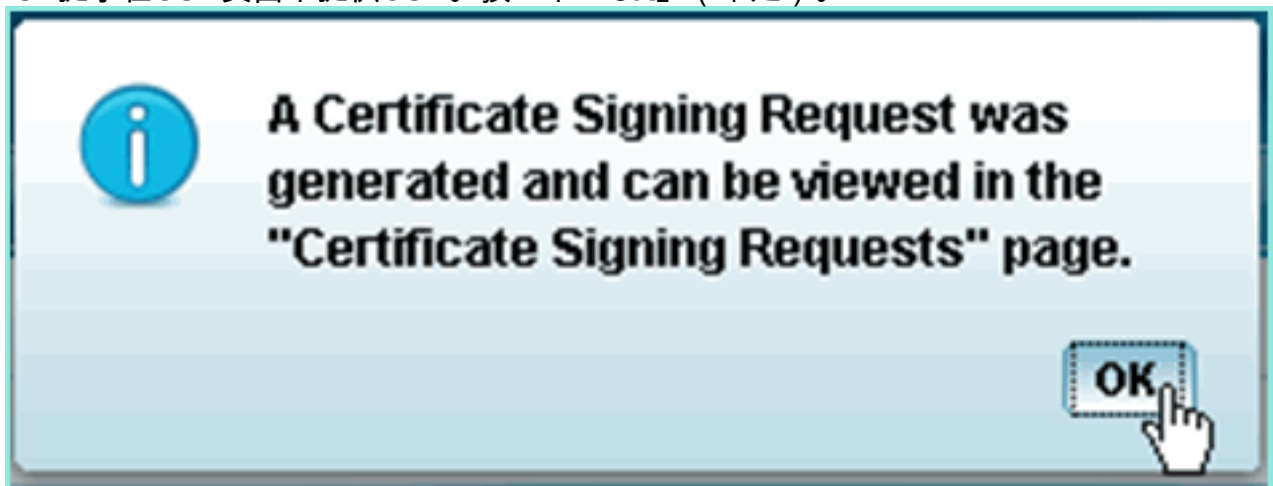 A Certificate Signing Request was
generated and can be viewed in the
"Certificate Signing Requests" page.
OK